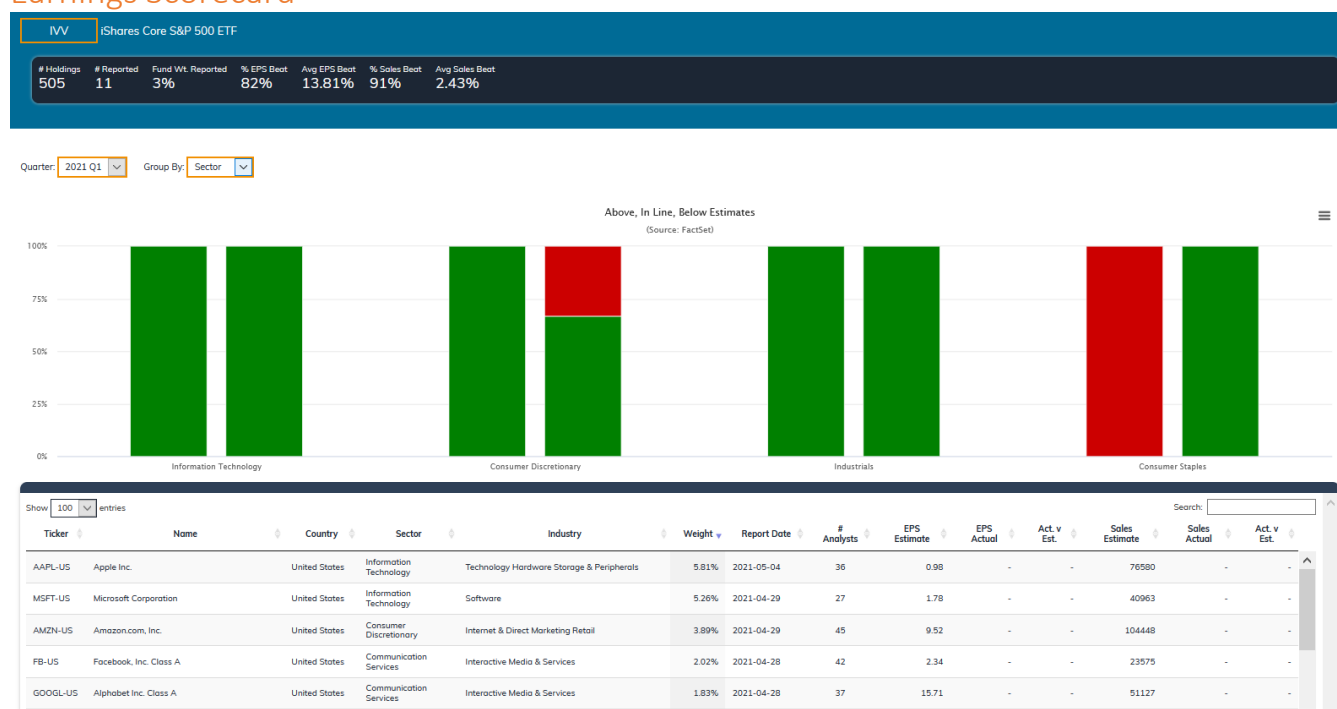 Earnings Scorecard
IVV iShares Core S&P 500 ETF
# Holdings # Reported Fund Wt. Reported % EPS Beat Avg EPS Beat % Sales Beat Avg Sales Beat
505 11 3% 82% 13.81% 91% 2.43%
Quarter: 2021 Q1 Group By: Sector
Above, In Line, Below Estimates
(Source: FactSet)
100%
75%
50%
25%
0%
Information Technology Consumer Discretionary Industrials Consumer Staples
Show 100 entries Search:
Ticker Name Country Sector Industry Weight Report Date # Analysts EPS Estimate EPS Actual Act. v Est. Sales Estimate Sales Actual Act. v Est.
AAPL-US Apple Inc. United States Information Technology Technology Hardware Storage & Peripherals 5.81% 2021-05-04 36 0.98 - - 76580 - -
MSFT-US Microsoft Corporation United States Information Technology Software 5.26% 2021-04-29 27 1.78 - - 40963 - -
AMZN-US Amazon.com, Inc. United States Consumer Discretionary Internet & Direct Marketing Retail 3.89% 2021-04-29 45 9.52 - - 104448 - -
FB-US Facebook, Inc. Class A United States Communication Services Interactive Media & Services 2.02% 2021-04-28 42 2.34 - - 23575 - -
GOOGL-US Alphabet Inc. Class A United States Communication Services Interactive Media & Services 1.83% 2021-04-28 37 15.71 - - 51127 - -